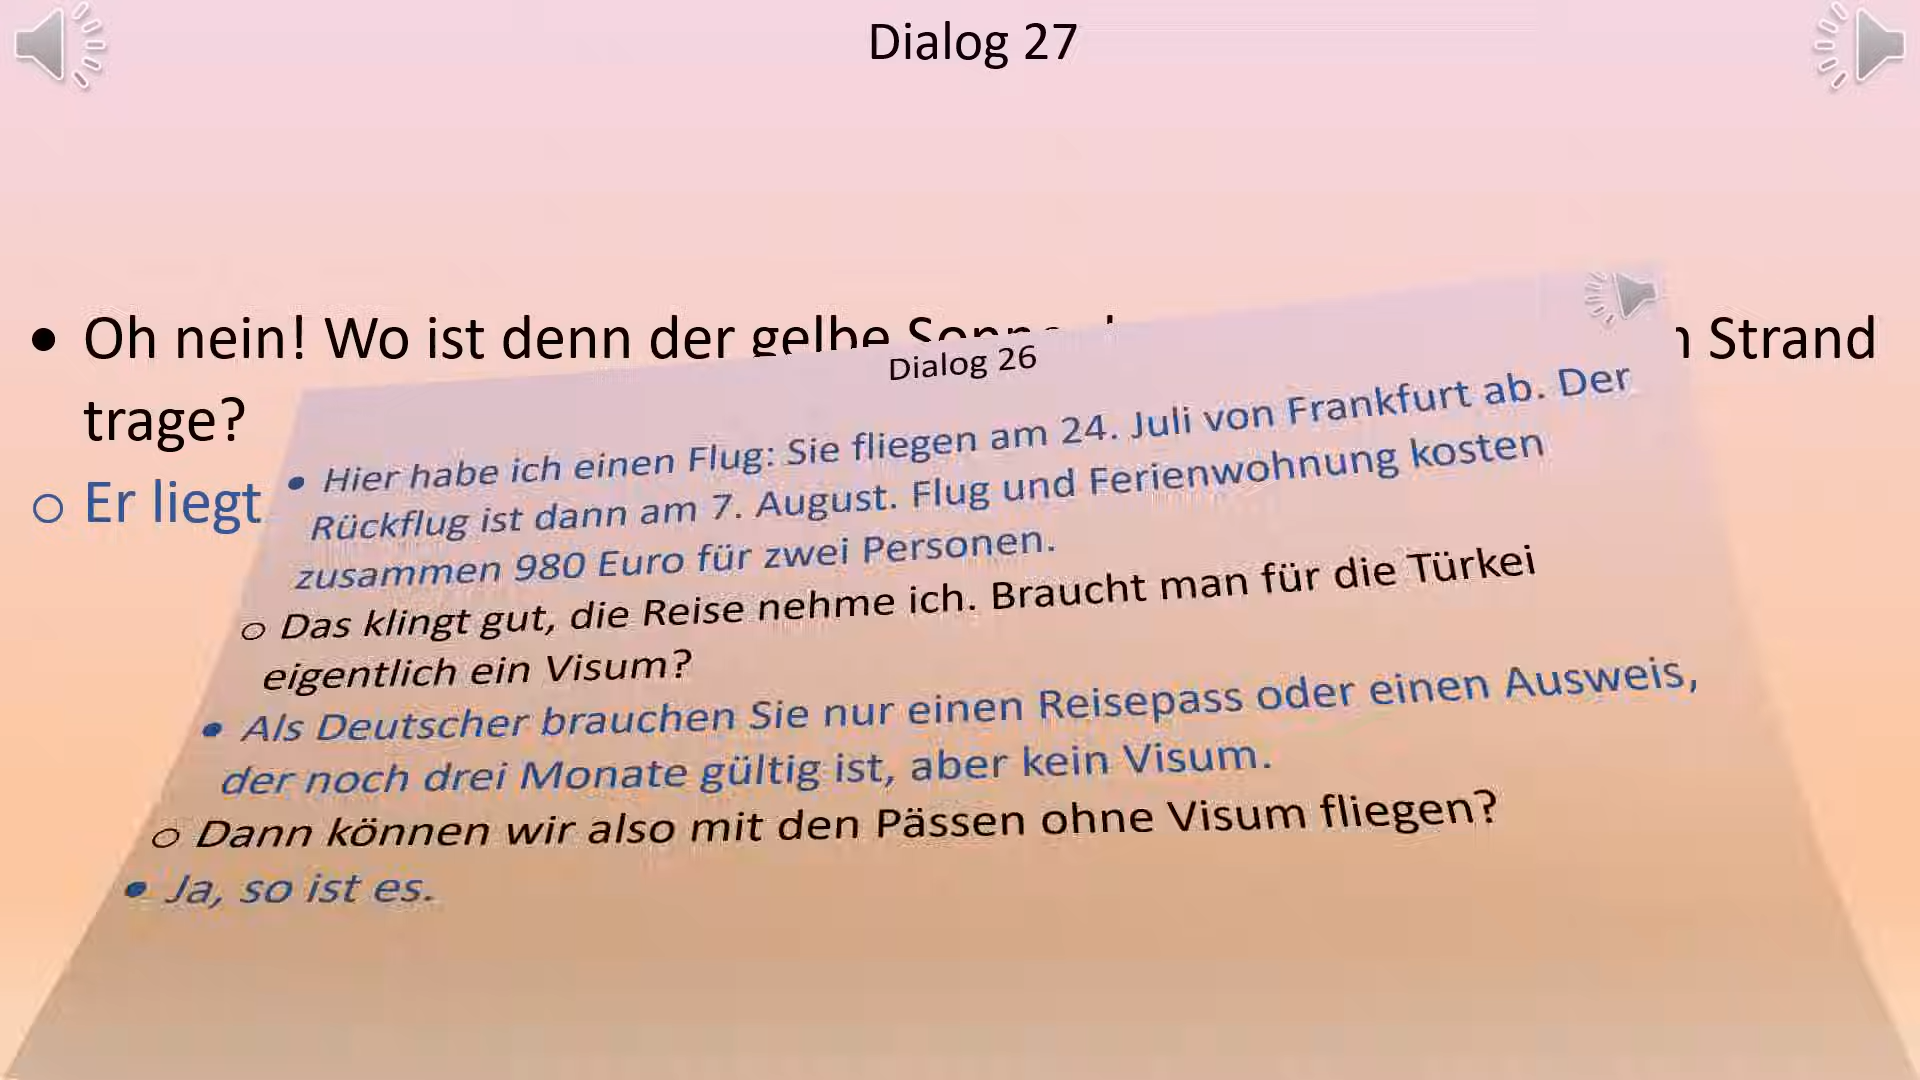 Dialog 27
• Oh nein! Wo ist denn der gelbe Strand
trage?
o Er liegt
Dialog 26
• Hier habe ich einen Flug: Sie fliegen am 24. Juli von Frankfurt ab. Der
Rückflug ist dann am 7. August. Flug und Ferienwohnung kosten
zusammen 980 Euro für zwei Personen.
o Das klingt gut, die Reise nehme ich. Braucht man für die Türkei
eigentlich ein Visum?
• Als Deutscher brauchen Sie nur einen Reisepass oder einen Ausweis,
der noch drei Monate gültig ist, aber kein Visum.
o Dann können wir also mit den Pässen ohne Visum fliegen?
• Ja, so ist es.